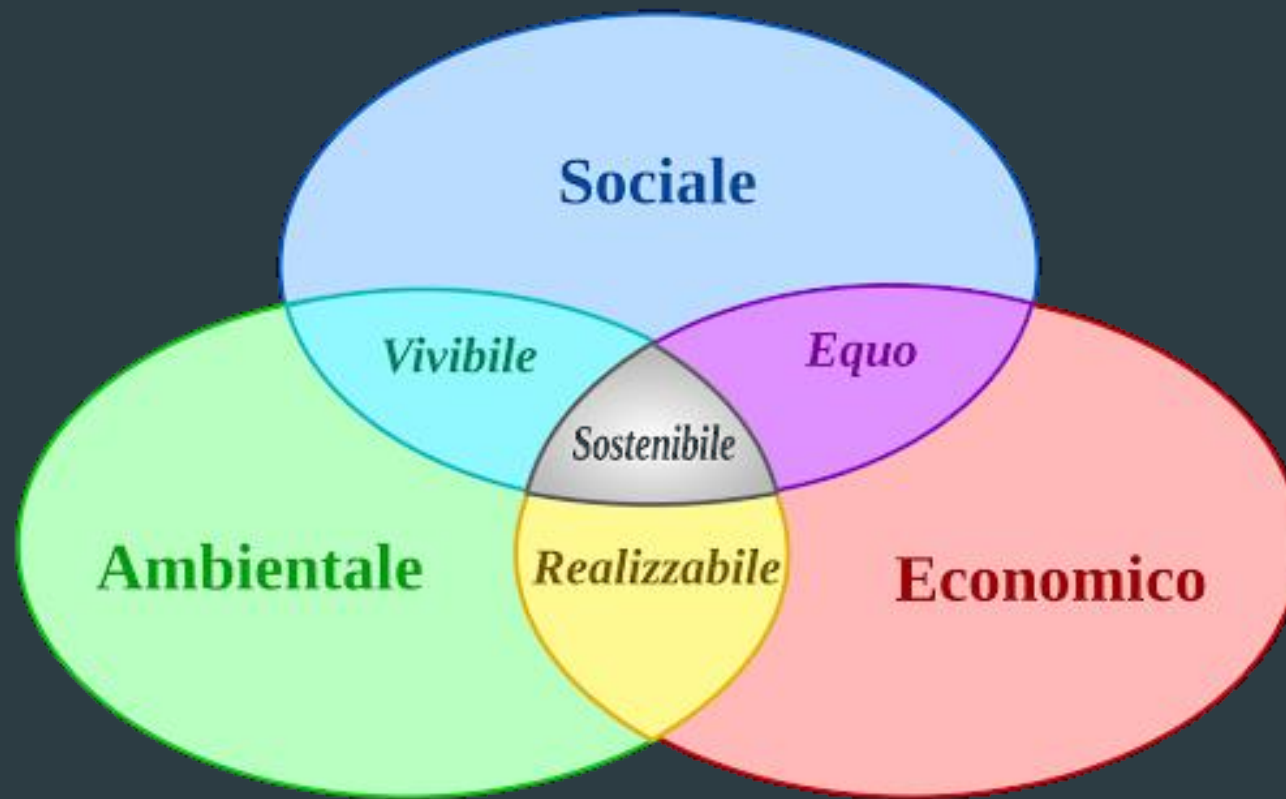 Sociale
Vivibile
Equo
Sostenibile
Ambientale
Realizzabile
Economico